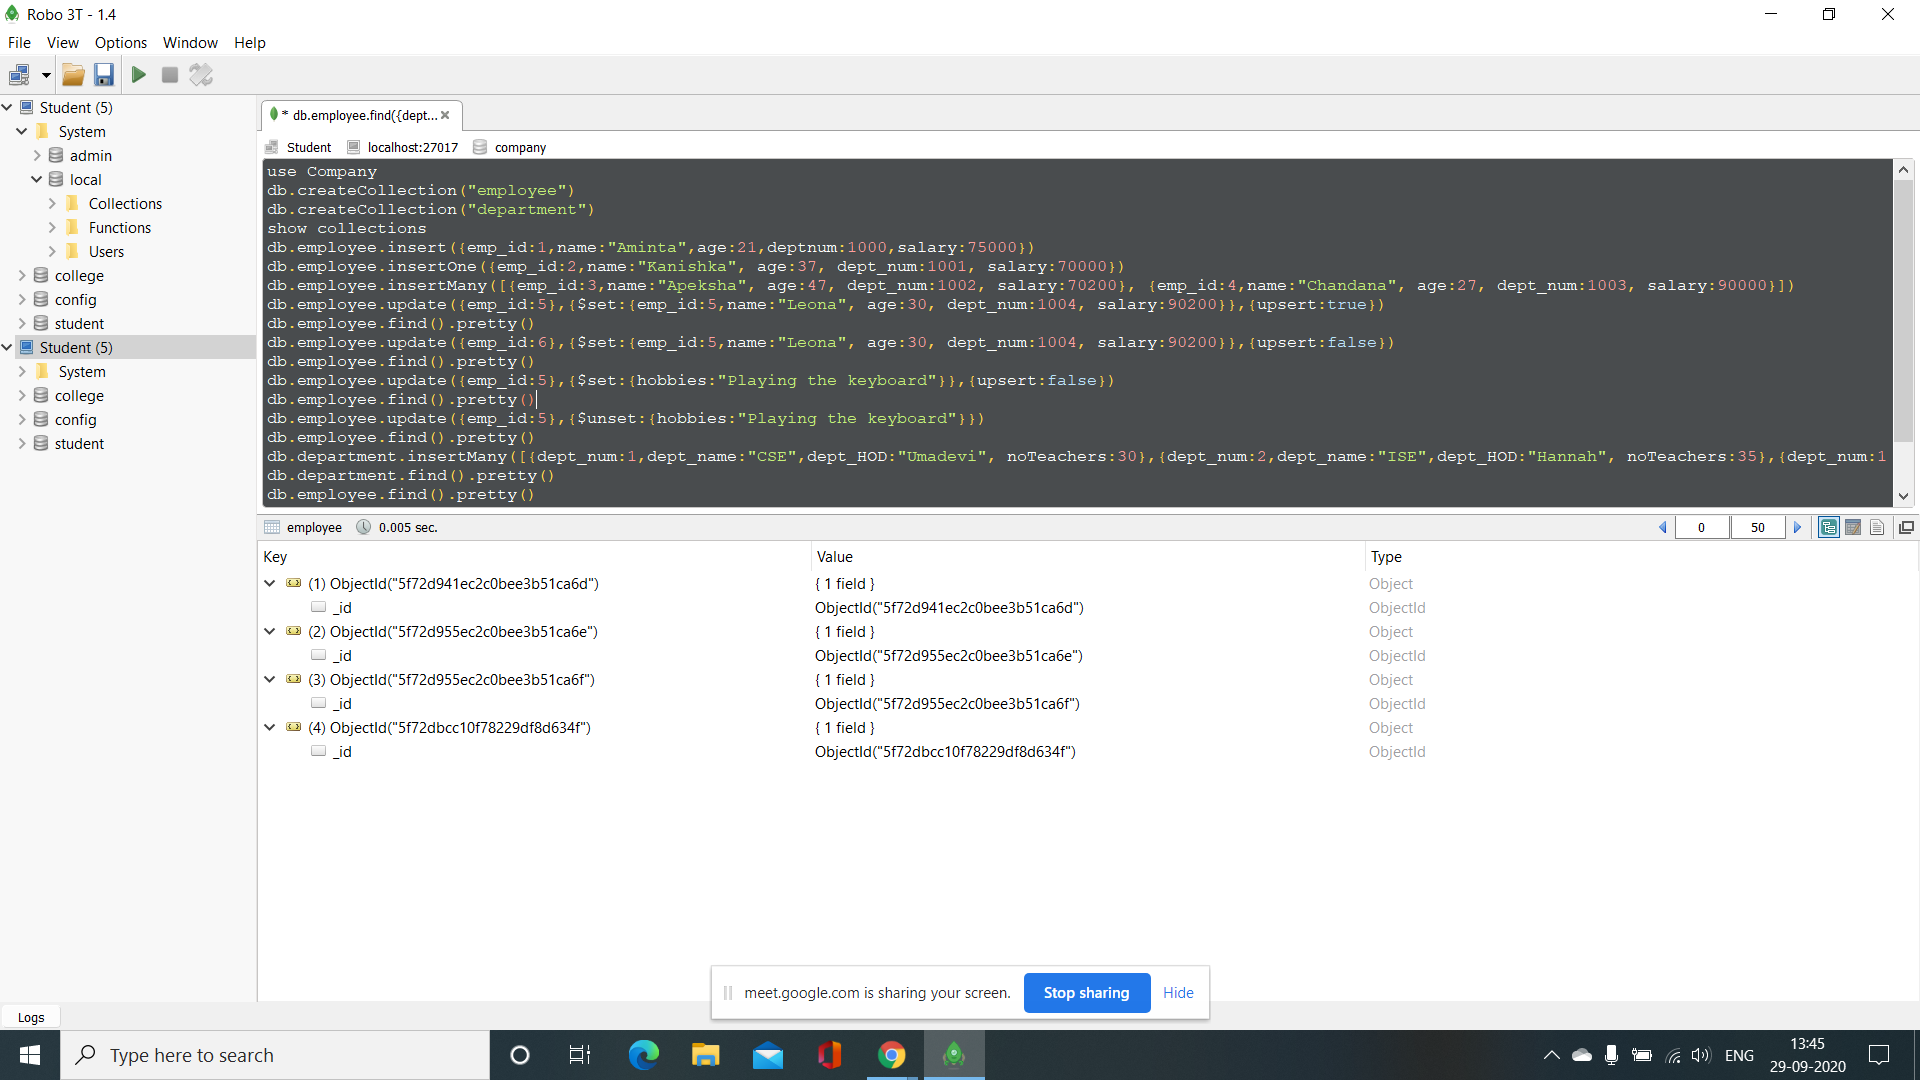 Robo 3T - 1.4
File View Options Window Help
Student (5)
System
admin
local
Collections
Functions
Users
college
config
student
Student (5)
System
college
config
student
* db.employee.find({dept...
Student localhost:27017 company
use Company
db.createCollection("employee")
db.createCollection("department")
show collections
db.employee.insert({emp_id:1,name:"Aminta",age:21,deptnum:1000,salary:75000})
db.employee.insertOne({emp_id:2,name:"Kanishka", age:37, dept_num:1001, salary:70000})
db.employee.insertMany([{emp_id:3,name:"Apeksha", age:47, dept_num:1002, salary:70200}, {emp_id:4,name:"Chandana", age:27, dept_num:1003, salary:90000}])
db.employee.update({emp_id:5},{$set:{emp_id:5,name:"Leona", age:30, dept_num:1004, salary:90200}},{upsert:true})
db.employee.find().pretty()
db.employee.update({emp_id:6},{$set:{emp_id:5,name:"Leona", age:30, dept_num:1004, salary:90200}},{upsert:false})
db.employee.find().pretty()
db.employee.update({emp_id:5},{$set:{hobbies:"Playing the keyboard"}},{upsert:false})
db.employee.find().pretty()
db.employee.update({emp_id:5},{$unset:{hobbies:"Playing the keyboard"}})
db.employee.find().pretty()
db.department.insertMany([{dept_num:1,dept_name:"CSE",dept_HOD:"Umadevi", noTeachers:30},{dept_num:2,dept_name:"ISE",dept_HOD:"Hannah", noTeachers:35},{dept_num:1
db.department.find().pretty()
db.employee.find().pretty()
employee 0.005 sec. 0 50
Key Value Type
(1) ObjectId("5f72d941ec2c0bee3b51ca6d") { 1 field } Object
_id ObjectId("5f72d941ec2c0bee3b51ca6d") ObjectId
(2) ObjectId("5f72d955ec2c0bee3b51ca6e") { 1 field } Object
_id ObjectId("5f72d955ec2c0bee3b51ca6e") ObjectId
(3) ObjectId("5f72d955ec2c0bee3b51ca6f") { 1 field } Object
_id ObjectId("5f72d955ec2c0bee3b51ca6f") ObjectId
(4) ObjectId("5f72dbcc10f78229df8d634f") { 1 field } Object
_id ObjectId("5f72dbcc10f78229df8d634f") ObjectId
meet.google.com is sharing your screen. Stop sharing Hide
Logs
Type here to search
ENG
13:45
29-09-2020